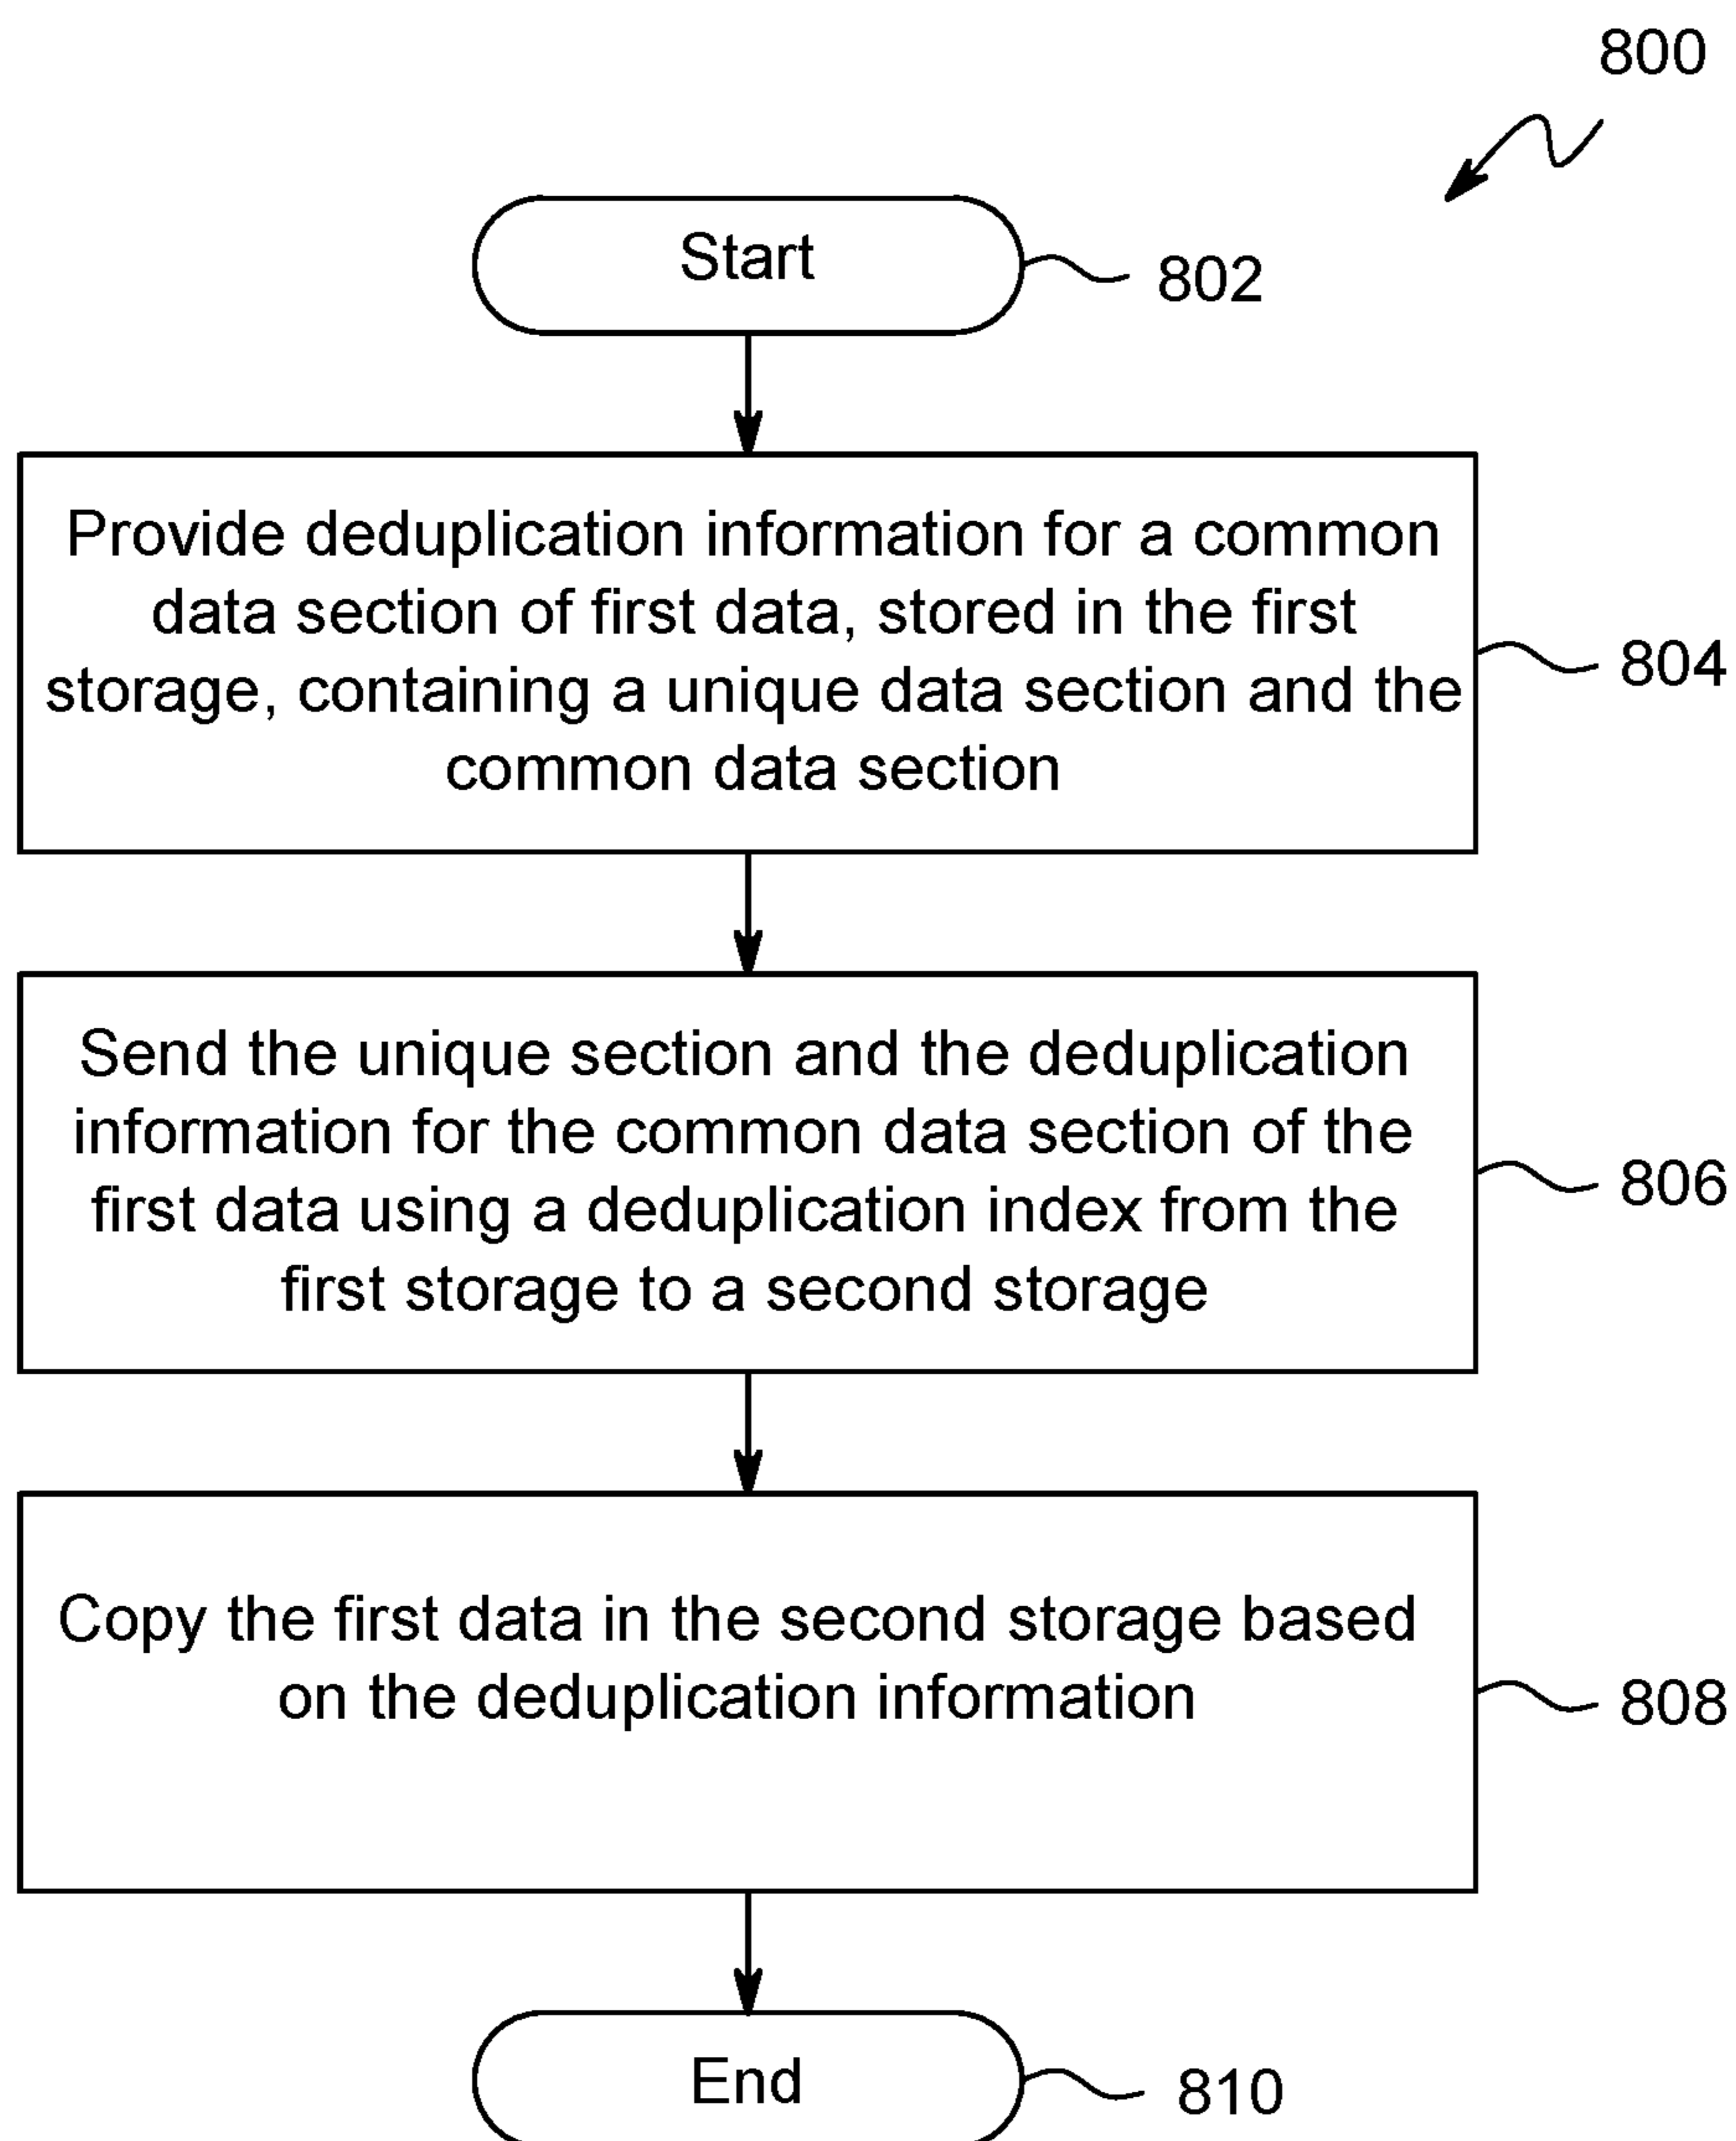 800
Start
802
Provide deduplication information for a common
data section of first data, stored in the first
storage, containing a unique data section and the
common data section
804
Send the unique section and the deduplication
information for the common data section of the
first data using a deduplication index from the
first storage to a second storage
806
Copy the first data in the second storage based
on the deduplication information
808
End
810